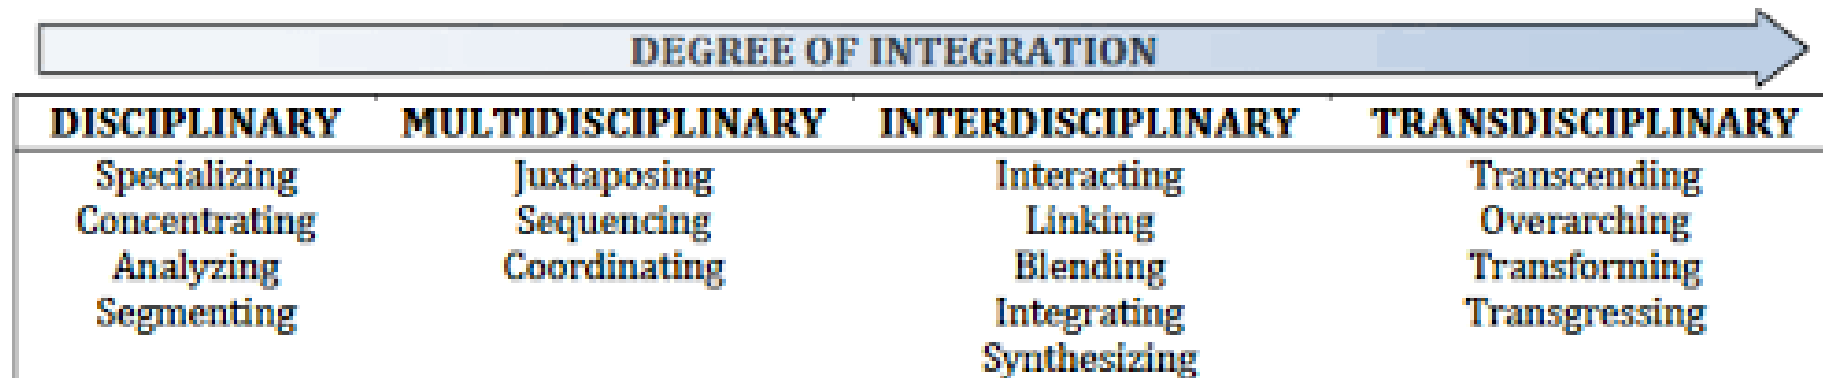 DEGREE OF INTEGRATION
DISCIPLINARY MULTIDISCIPLINARY INTERDISCIPLINARY TRANSDISCIPLINARY
Specializing Juxtaposing Interacting Transcending
Concentrating Sequencing Linking Overarching
Analyzing Coordinating Blending Transforming
Segmenting Integrating Transgressing
Synthesizing